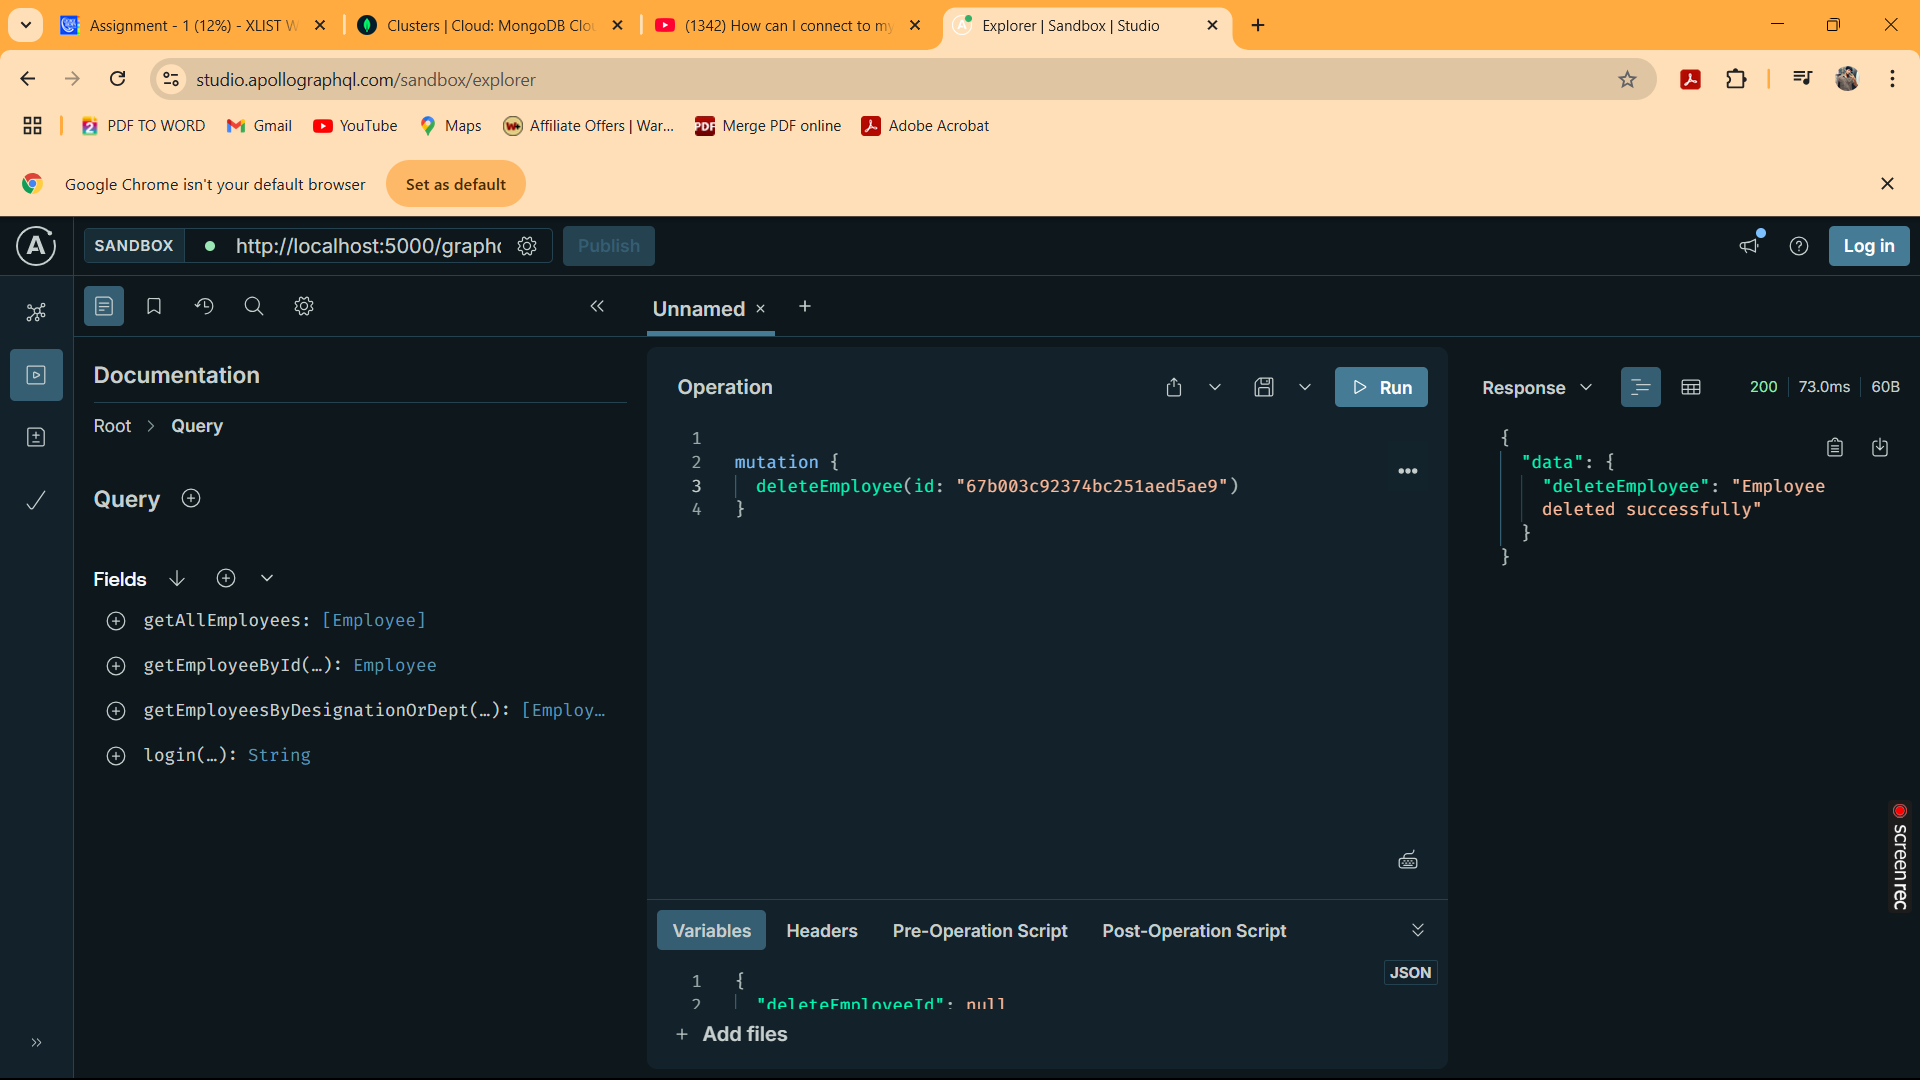 Assignment - 1 (12%) - XLIST W
Clusters | Cloud: MongoDB Clo
(1342) How can I connect to my
Explorer | Sandbox | Studio
studio.apollographql.com/sandbox/explorer
PDF TO WORD
Gmail
YouTube
Maps
Affiliate Offers | War...
PDF
Merge PDF online
Adobe Acrobat
Google Chrome isn't your default browser
Set as default
SANDBOX
http://localhost:5000/graphq
Publish
Log in
Unnamed
Documentation
Root > Query
Query
Fields
getAllEmployees: [Employee]
getEmployeeById(…): Employee
getEmployeesByDesignationOrDept(…): [Employ…
login(…): String
Operation
Run
1
2 mutation {
3 deleteEmployee(id: "67b003c92374bc251aed5ae9")
4 }
Variables
Headers
Pre-Operation Script
Post-Operation Script
JSON
1 {
2 "deleteEmployeeId": null
+ Add files
Response
200
73.0ms
60B
{
"data": {
"deleteEmployee": "Employee
deleted successfully"
}
}
screenrec